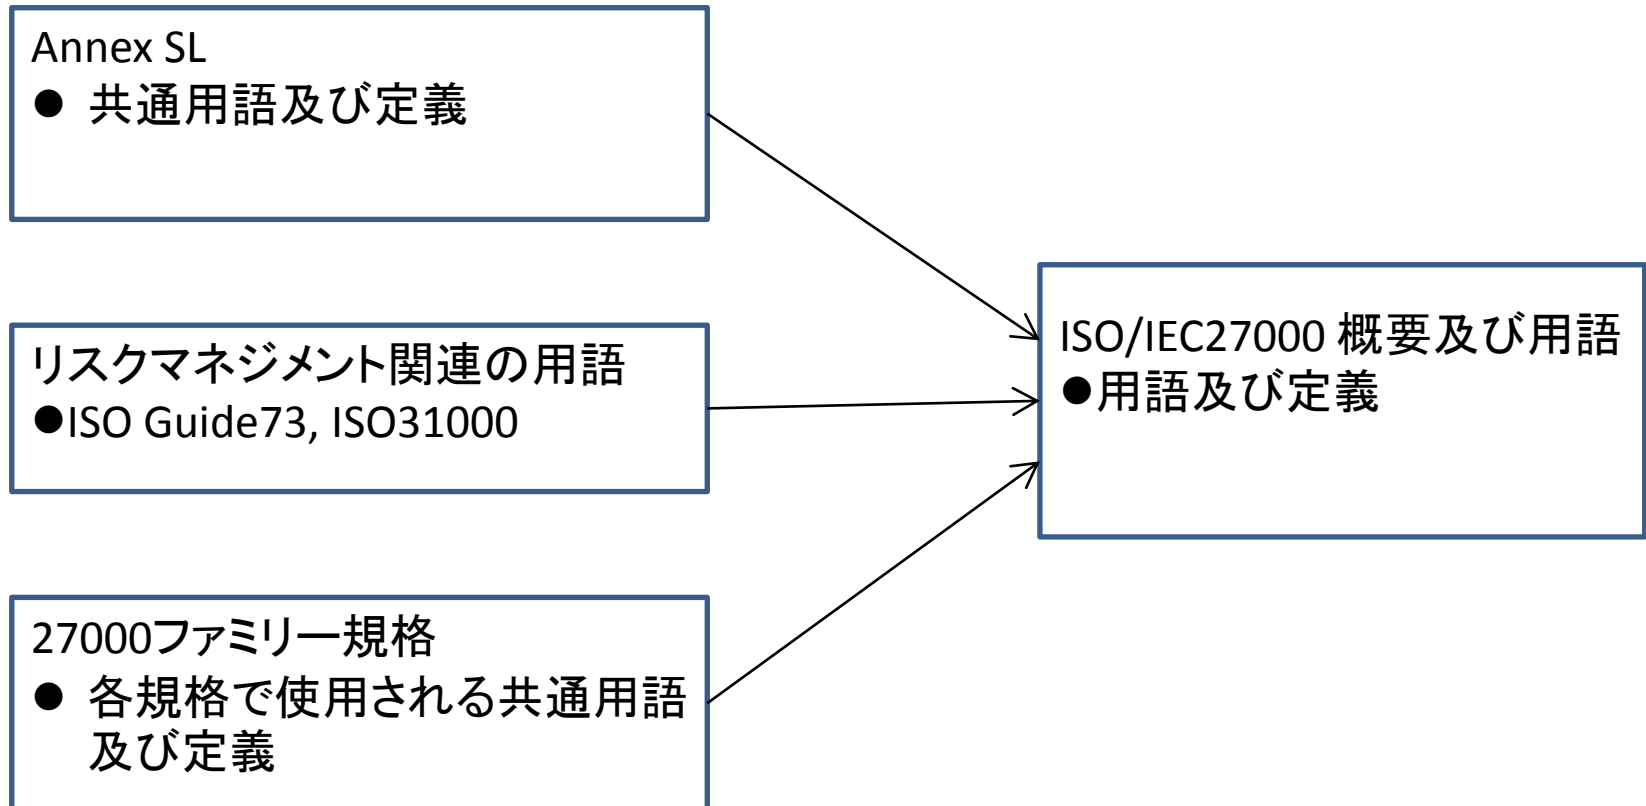 Annex SL
● 共通用語及び定義
リスクマネジメント関連の用語
●ISO Guide73, ISO31000
27000ファミリー規格
● 各規格で使用される共通用語
及び定義
ISO/IEC27000 概要及び用語
●用語及び定義